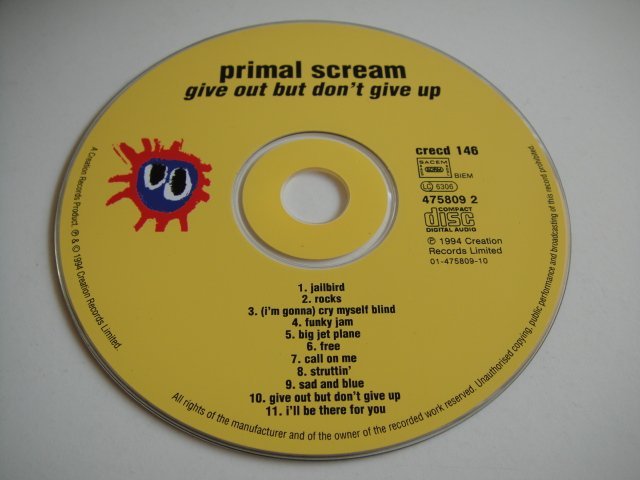 primal scream
give out but don't give up
crecd 146
SACEM
BIEM
LC 6306
475809 2
COMPACT
disc
DIGITAL AUDIO
℗ 1994 Creation
Records Limited
01-475809-10
1. jailbird
2. rocks
3. (i'm gonna) cry myself blind
4. funky jam
5. big jet plane
6. free
7. call on me
8. struttin'
9. sad and blue
10. give out but don't give up
11. i'll be there for you
A Creation Records Product. ℗ & © 1994 Creation Records Limited.
All rights of the manufacturer and of the owner of the recorded work reserved. Unauthorised copying, public performance and broadcasting of this record prohibited